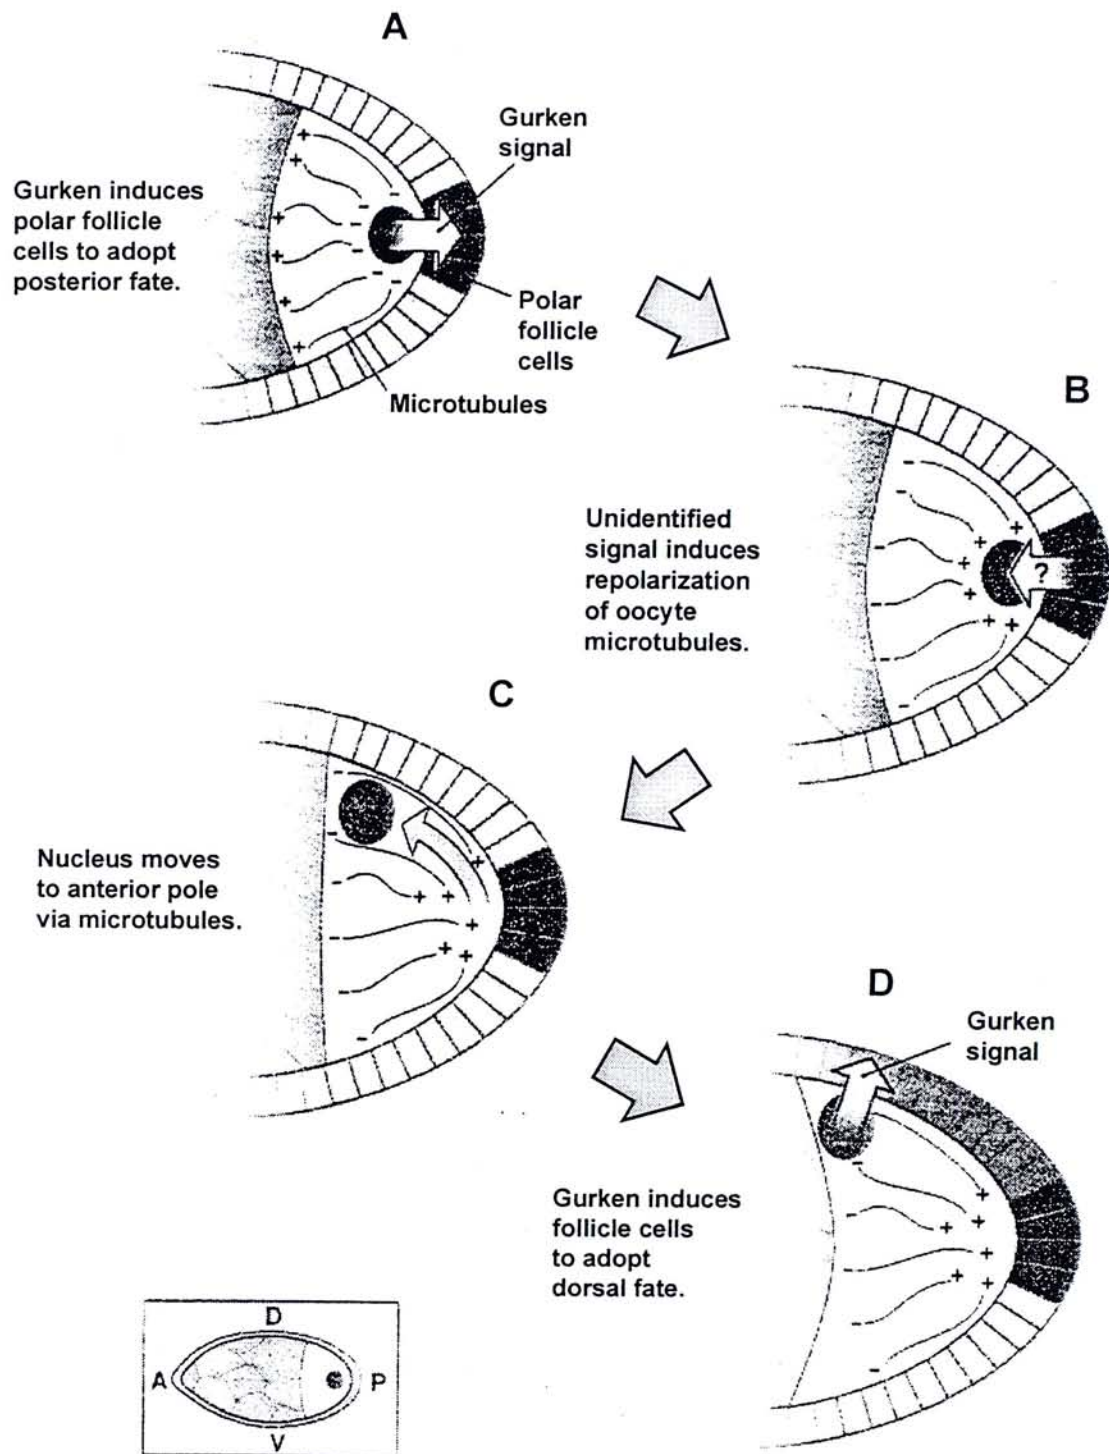 A
Gurken
signal
Gurken induces
polar follicle
cells to adopt
posterior fate.
+
+
+
+
+
+
-
-
-
-
-
-
Polar
follicle
cells
Microtubules
B
Unidentified
signal induces
repolarization
of oocyte
microtubules.
-
-
-
-
-
-
+
+
+
+
+
+
?
C
Nucleus moves
to anterior pole
via microtubules.
-
-
-
-
-
-
+
+
+
+
+
+
D
Gurken
signal
Gurken induces
follicle cells
to adopt
dorsal fate.
-
-
-
-
-
+
+
+
+
+
+
D
A
P
V